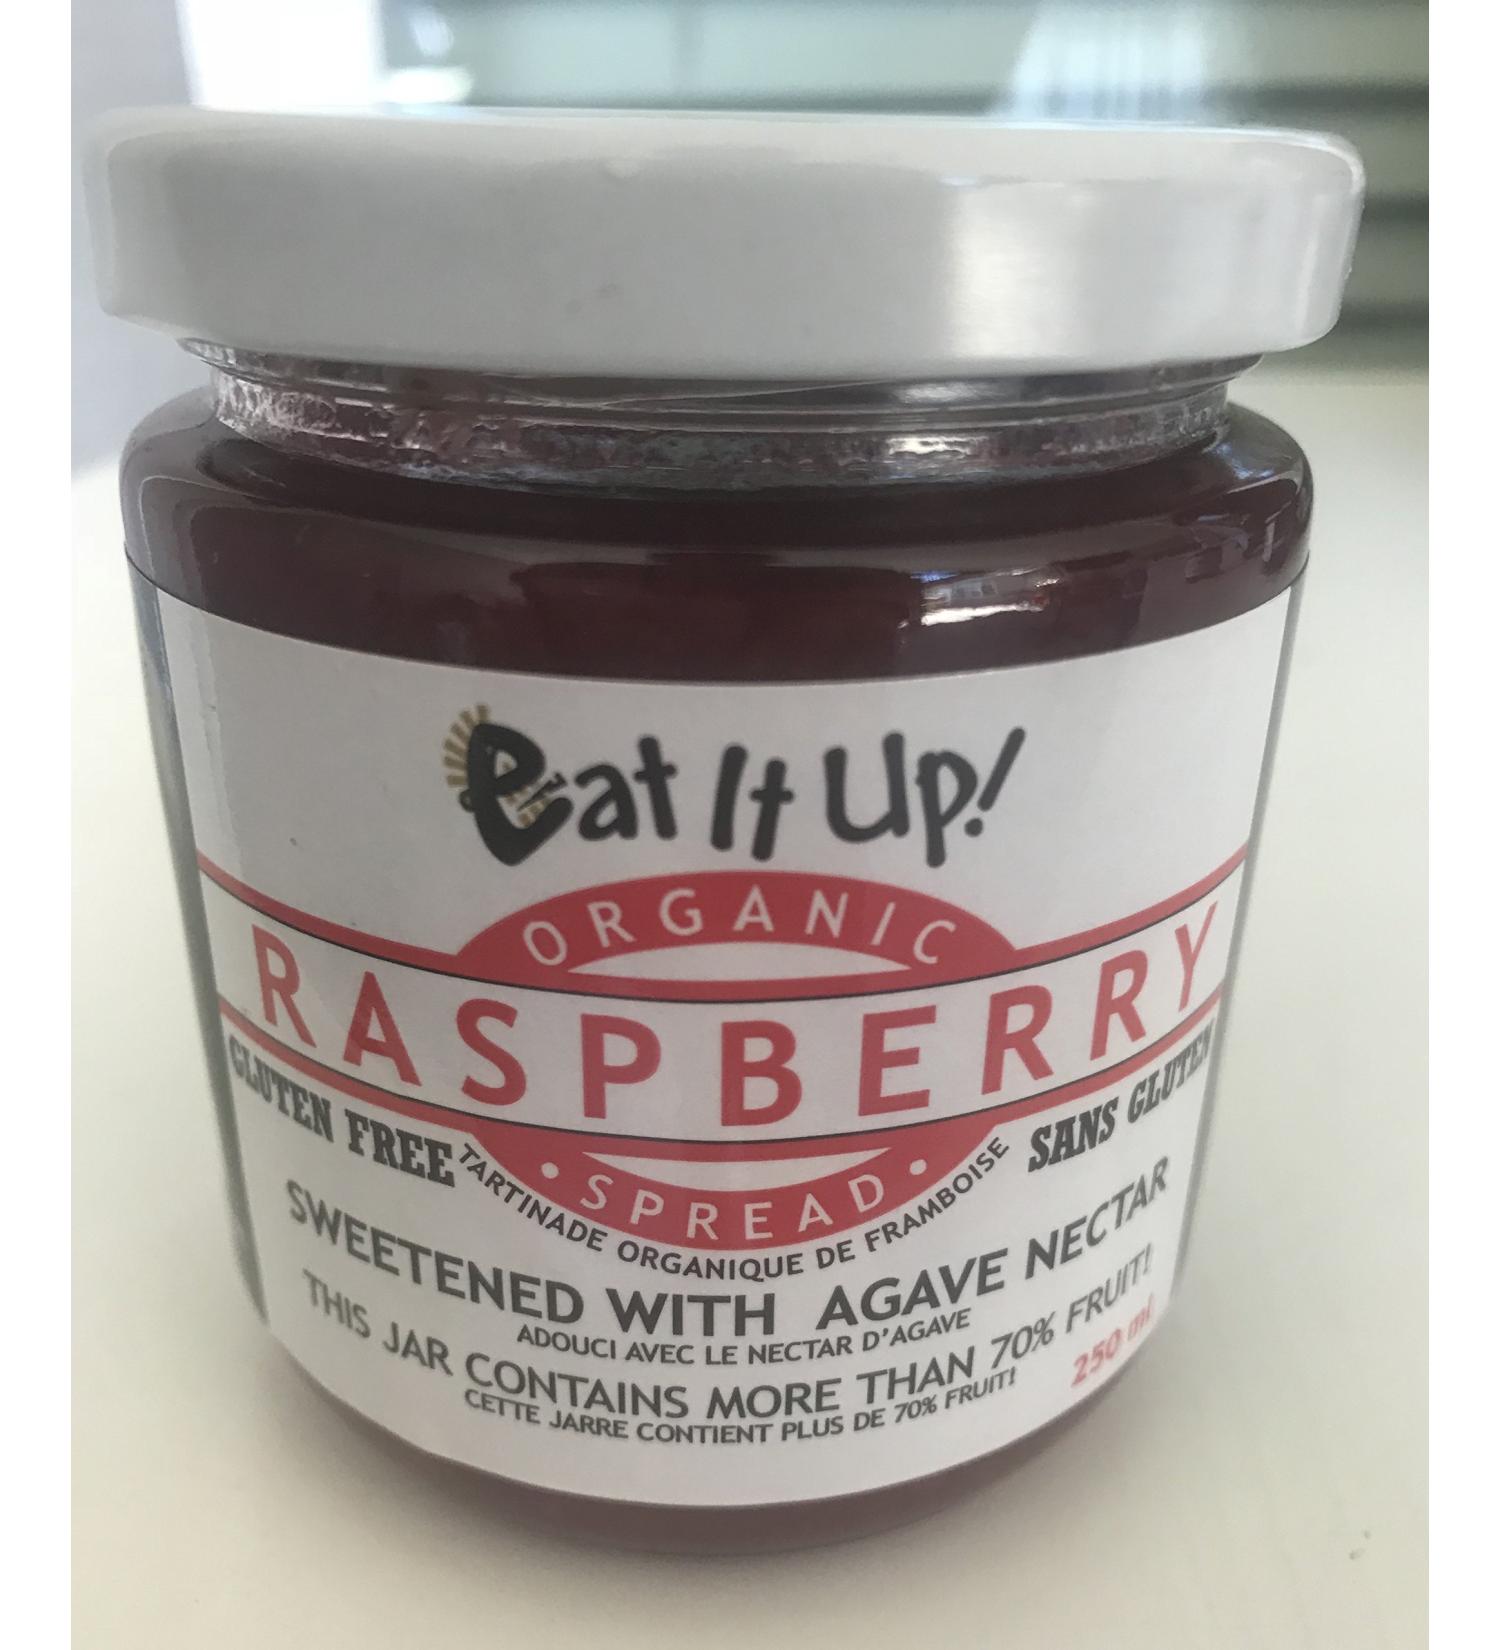 eat It Up!
ORGANIC
RASPBERRY
GLUTEN FREE
SANS GLUTEN
SPREAD
TARTINADE ORGANIQUE DE FRAMBOISE
SWEETENED WITH AGAVE NECTAR
ADOUCI AVEC LE NECTAR D'AGAVE
THIS JAR CONTAINS MORE THAN 70% FRUIT!
CETTE JARRE CONTIENT PLUS DE 70% FRUIT!
250 ml